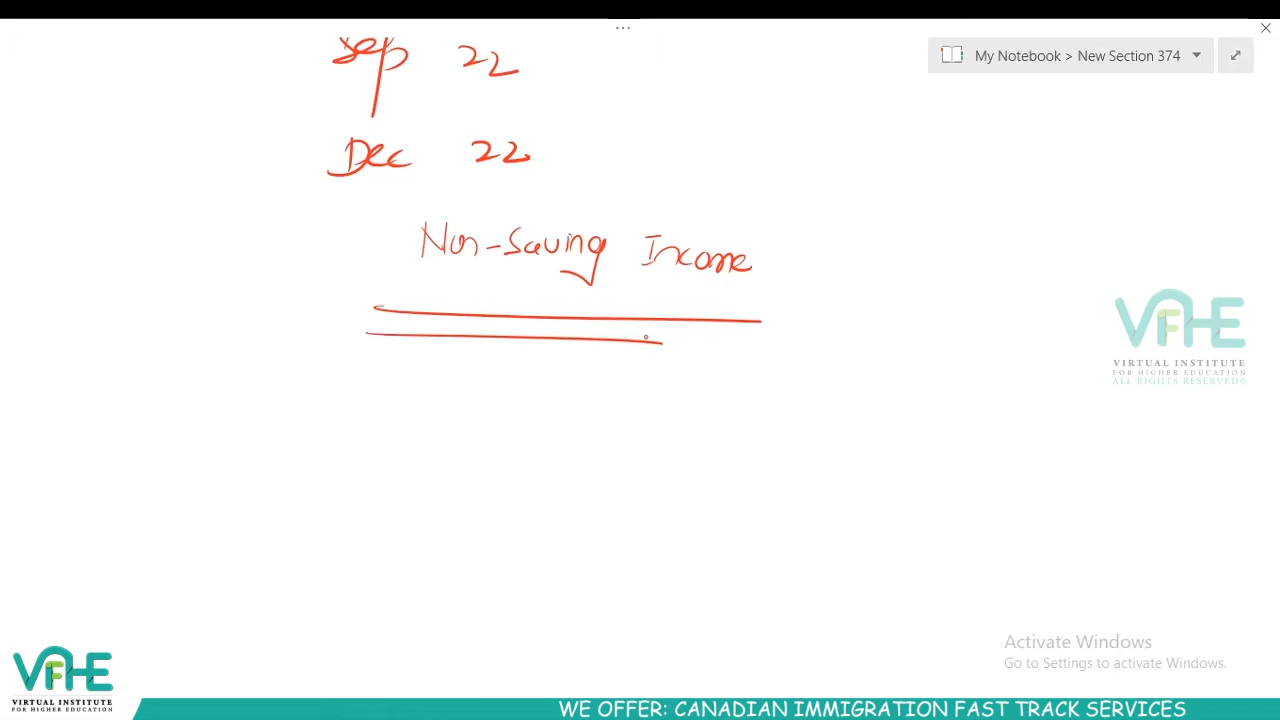 My Notebook > New Section 374
Sep 22
Dec 22
Non-Saving Income
VIFHE
VIRTUAL INSTITUTE
FOR HIGHER EDUCATION
ALL RIGHTS RESERVED®
Activate Windows
Go to Settings to activate Windows.
VIFHE
VIRTUAL INSTITUTE
FOR HIGHER EDUCATION
WE OFFER: CANADIAN IMMIGRATION FAST TRACK SERVICES